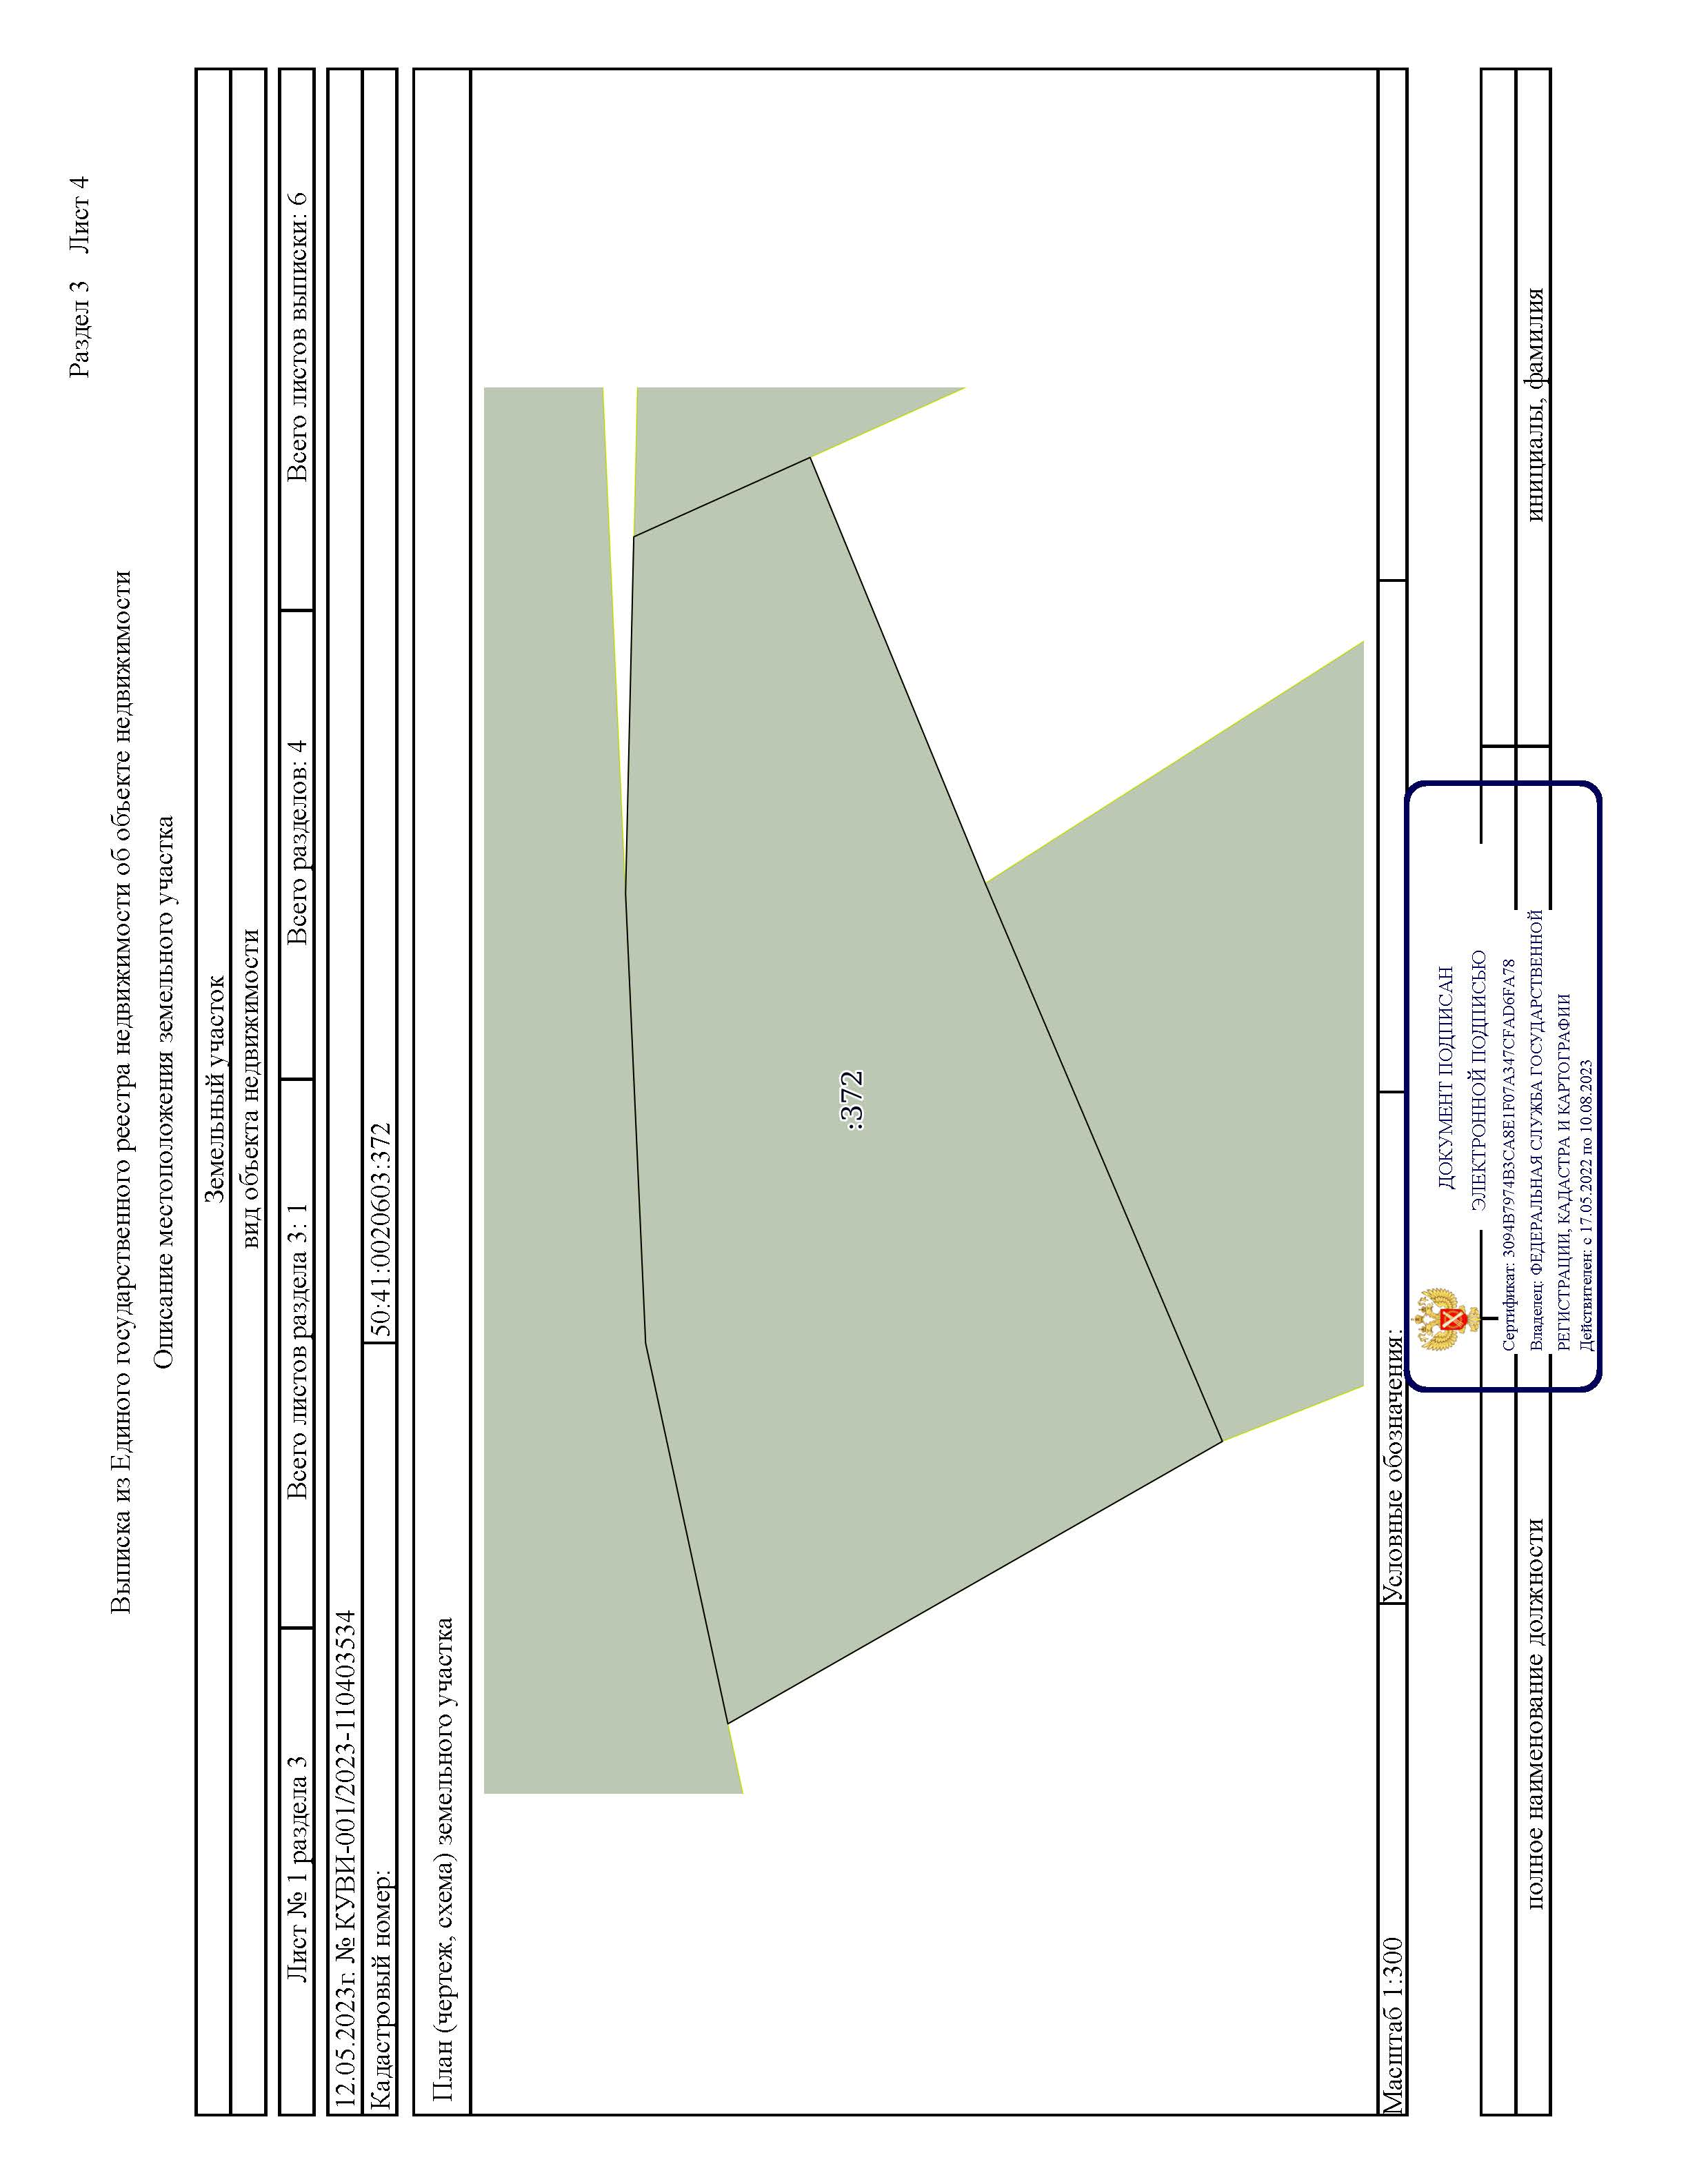 Раздел 3 Лист 4
Выписка из Единого государственного реестра недвижимости об объекте недвижимости
Описание местоположения земельного участка
Земельный участок
вид объекта недвижимости
Лист № 1 раздела 3 Всего листов раздела 3: 1 Всего разделов: 4 Всего листов выписки: 6
12.05.2023г. № КУВИ-001/2023-110403534
Кадастровый номер: 50:41:0020603:372
План (чертеж, схема) земельного участка
:372
Масштаб 1:300 Условные обозначения:
ДОКУМЕНТ ПОДПИСАН
ЭЛЕКТРОННОЙ ПОДПИСЬЮ
Сертификат: 3094B7974B3CA8E1F07A347CFAD6FA78
Владелец: ФЕДЕРАЛЬНАЯ СЛУЖБА ГОСУДАРСТВЕННОЙ
РЕГИСТРАЦИИ, КАДАСТРА И КАРТОГРАФИИ
Действителен: с 17.05.2022 по 10.08.2023
полное наименование должности инициалы, фамилия